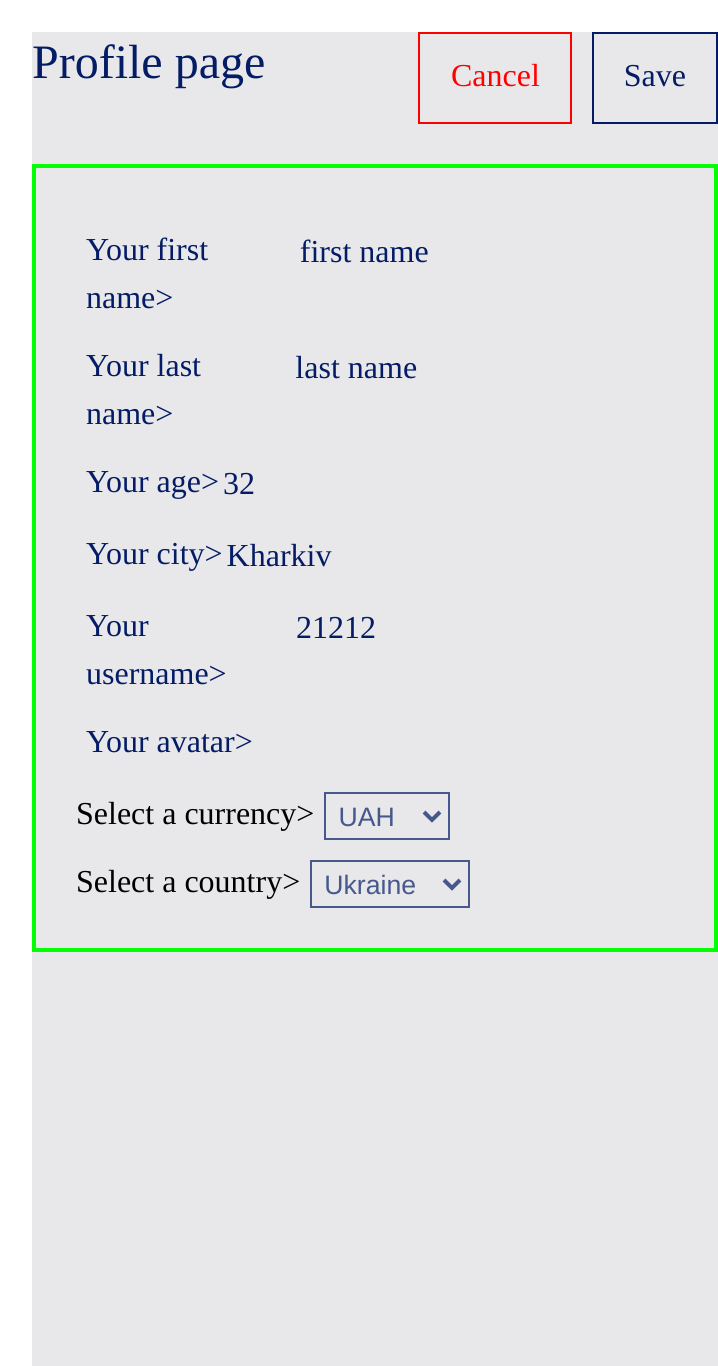 Profile page Cancel Save
Your first first name
name>
Your last last name
name>
Your age> 32
Your city> Kharkiv
Your 21212
username>
Your avatar>
Select a currency> UAH
Select a country> Ukraine